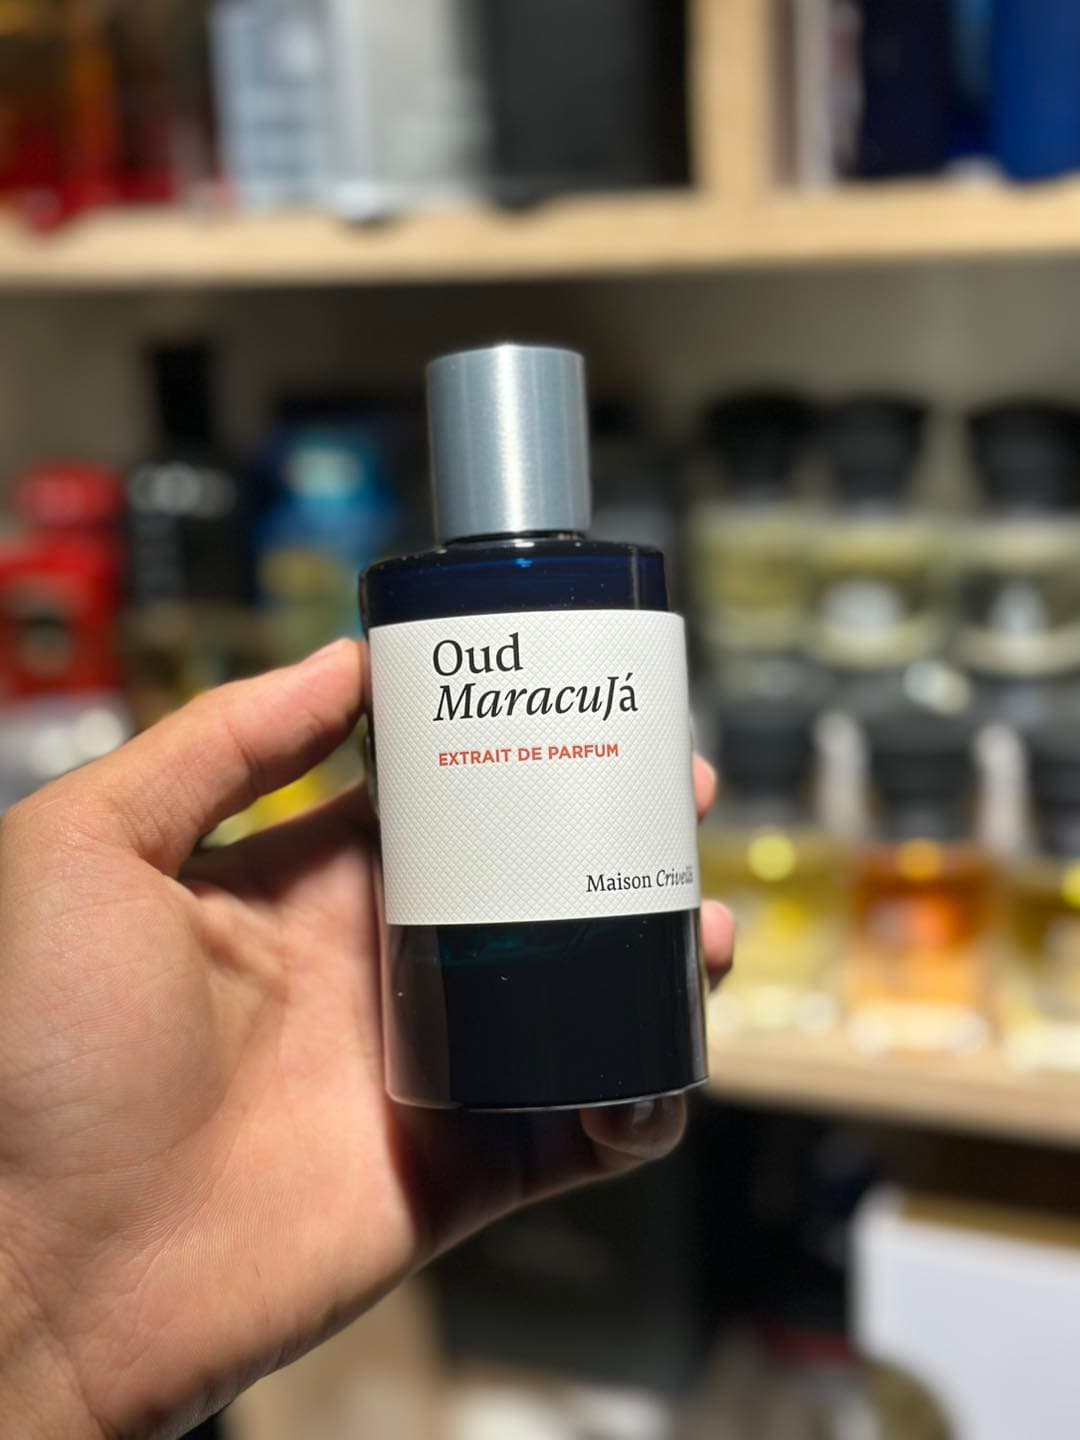 Oud
MaracuJá
EXTRAIT DE PARFUM
Maison Crivelli